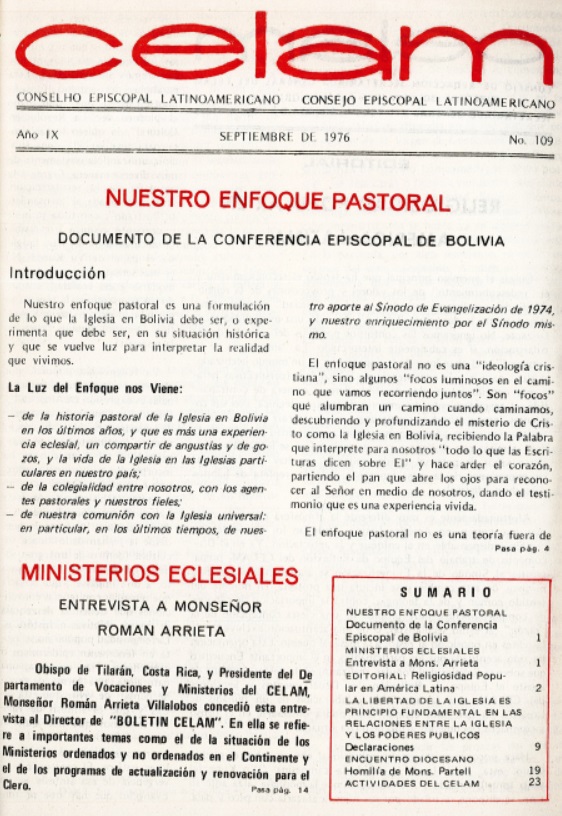 celam
CONSELHO EPISCOPAL LATINOAMERICANO CONSEJO EPISCOPAL LATINOAMERICANO
Año IX SEPTIEMBRE DE 1976 No. 109
NUESTRO ENFOQUE PASTORAL
DOCUMENTO DE LA CONFERENCIA EPISCOPAL DE BOLIVIA
Introducción
Nuestro enfoque pastoral es una formulación
de lo que la Iglesia en Bolivia debe ser, o expe-
rimenta que debe ser, en su situación histórica
y que se vuelve luz para interpretar la realidad
que vivimos.
La Luz del Enfoque nos Viene:
— de la historia pastoral de la Iglesia en Bolivia
en los últimos años, y que es más una experien-
cia eclesial, un compartir de angustias y de go-
zos, y la vida de la Iglesia en las Iglesias parti-
culares en nuestro país;
— de la colegialidad entre nosotros, con los agen-
tes pastorales y nuestros fieles;
— de nuestra comunión con la Iglesia universal:
en particular, en los últimos tiempos, de nues-
tro aporte al Sínodo de Evangelización de 1974,
y nuestro enriquecimiento por el Sínodo mis-
mo.
El enfoque pastoral no es una "ideología cris-
tiana", sino algunos "focos luminosos en el cami-
no que vamos recorriendo juntos". Son "focos"
que alumbran un camino cuando caminamos,
descubriendo y profundizando el misterio de Cris-
to como la Iglesia en Bolivia, recibiendo la Palabra
que interprete para nosotros "todo lo que las Escri-
turas dicen sobre El" y hace arder el corazón,
partiendo el pan que abre los ojos para recono-
cer al Señor en medio de nosotros, dando el testi-
monio que es una experiencia vivida.
El enfoque pastoral no es una teoría fuera de
Pasa pág. 4
MINISTERIOS ECLESIALES
ENTREVISTA A MONSEÑOR
ROMAN ARRIETA
Obispo de Tilarán, Costa Rica, y Presidente del De
partamento de Vocaciones y Ministerios del CELAM,
Monseñor Román Arrieta Villalobos concedió esta entre-
vista al Director de "BOLETIN CELAM". En ella se refie-
re a importantes temas como el de la situación de los
Ministerios ordenados y no ordenados en el Continente y
el de los programas de actualización y renovación para el
Clero.
Pasa pág. 14
SUMARIO
NUESTRO ENFOQUE PASTORAL
Documento de la Conferencia
Episcopal de Bolivia 1
MINISTERIOS ECLESIALES
Entrevista a Mons. Arrieta 1
EDITORIAL: Religiosidad Popu-
lar en América Latina 2
LA LIBERTAD DE LA IGLESIA ES
PRINCIPIO FUNDAMENTAL EN LAS
RELACIONES ENTRE LA IGLESIA
Y LOS PODERES PUBLICOS
Declaraciones 9
ENCUENTRO DIOCESANO
Homilía de Mons. Partell 19
ACTIVIDADES DEL CELAM 23